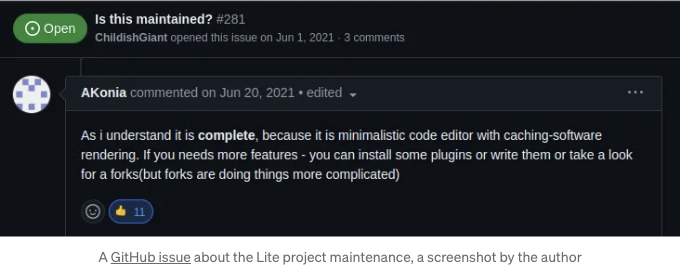 Open
Is this maintained? #281
ChildishGiant opened this issue on Jun 1, 2021 · 3 comments
AKonia commented on Jun 20, 2021 • edited
As i understand it is complete, because it is minimalistic code editor with caching-software
rendering. If you needs more features - you can install some plugins or write them or take a look
for a forks(but forks are doing things more complicated)
11
A GitHub issue about the Lite project maintenance, a screenshot by the author